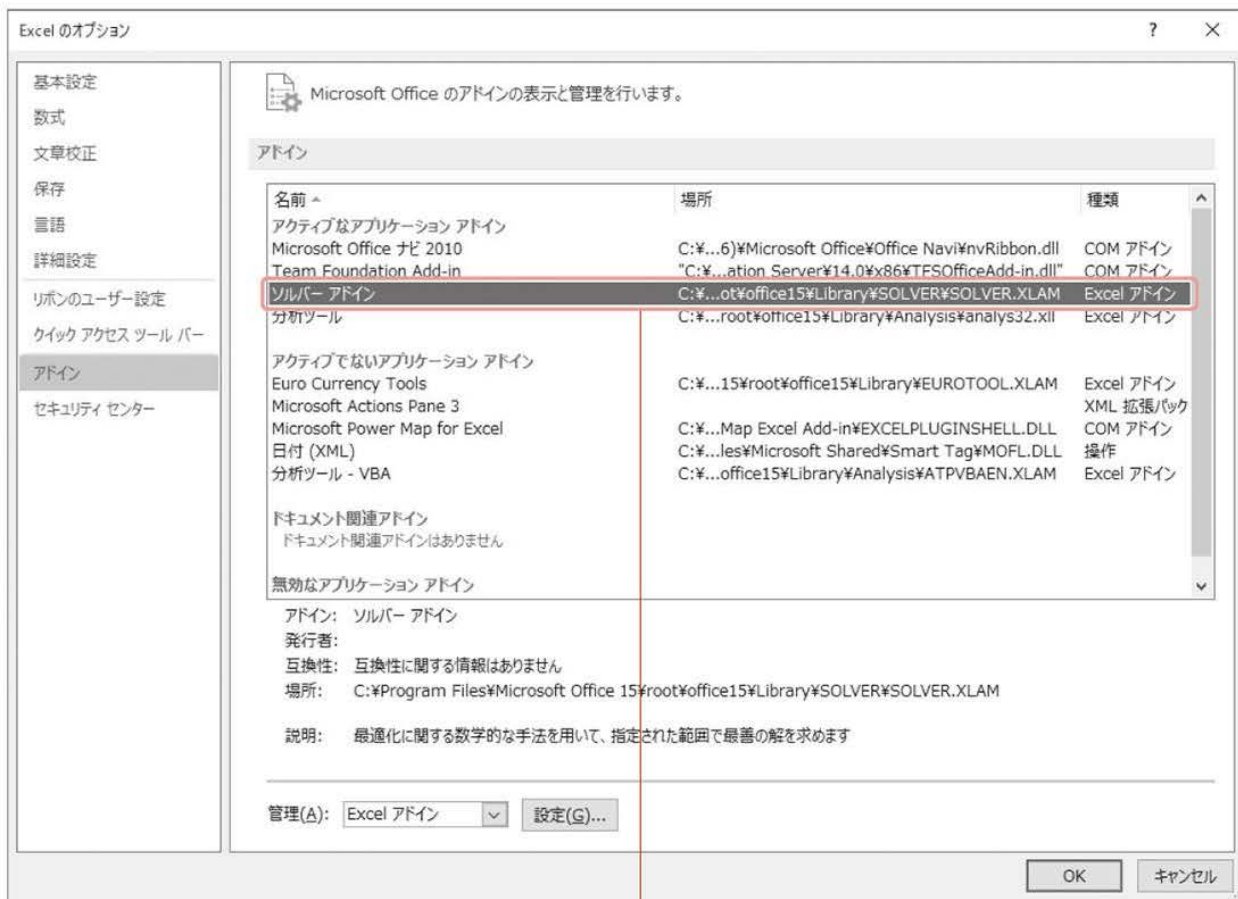 Excel のオプション
? ×
基本設定
数式
文章校正
保存
言語
詳細設定
リボンのユーザー設定
クイック アクセス ツール バー
アドイン
セキュリティ センター
Microsoft Office のアドインの表示と管理を行います。
アドイン
名前 場所 種類
アクティブなアプリケーション アドイン
Microsoft Office ナビ 2010 C:¥...6)¥Microsoft Office¥Office Navi¥nvRibbon.dll COM アドイン
Team Foundation Add-in "C:¥...ation Server¥14.0¥x86¥TFSOfficeAdd-in.dll" COM アドイン
ソルバー アドイン C:¥...ot¥office15¥Library¥SOLVER¥SOLVER.XLAM Excel アドイン
分析ツール C:¥...root¥office15¥Library¥Analysis¥analys32.xll Excel アドイン
アクティブでないアプリケーション アドイン
Euro Currency Tools C:¥...15¥root¥office15¥Library¥EUROTOOL.XLAM Excel アドイン
Microsoft Actions Pane 3 XML 拡張パック
Microsoft Power Map for Excel C:¥...Map Excel Add-in¥EXCELPLUGINSHELL.DLL COM アドイン
日付 (XML) C:¥...les¥Microsoft Shared¥Smart Tag¥MOFL.DLL 操作
分析ツール - VBA C:¥...office15¥Library¥Analysis¥ATPVBAEN.XLAM Excel アドイン
ドキュメント関連アドイン
ドキュメント関連アドインはありません
無効なアプリケーション アドイン
アドイン: ソルバー アドイン
発行者:
互換性: 互換性に関する情報はありません
場所: C:¥Program Files¥Microsoft Office 15¥root¥office15¥Library¥SOLVER¥SOLVER.XLAM
説明: 最適化に関する数学的な手法を用いて、指定された範囲で最善の解を求めます
管理(A): Excel アドイン 設定(G)...
OK キャンセル